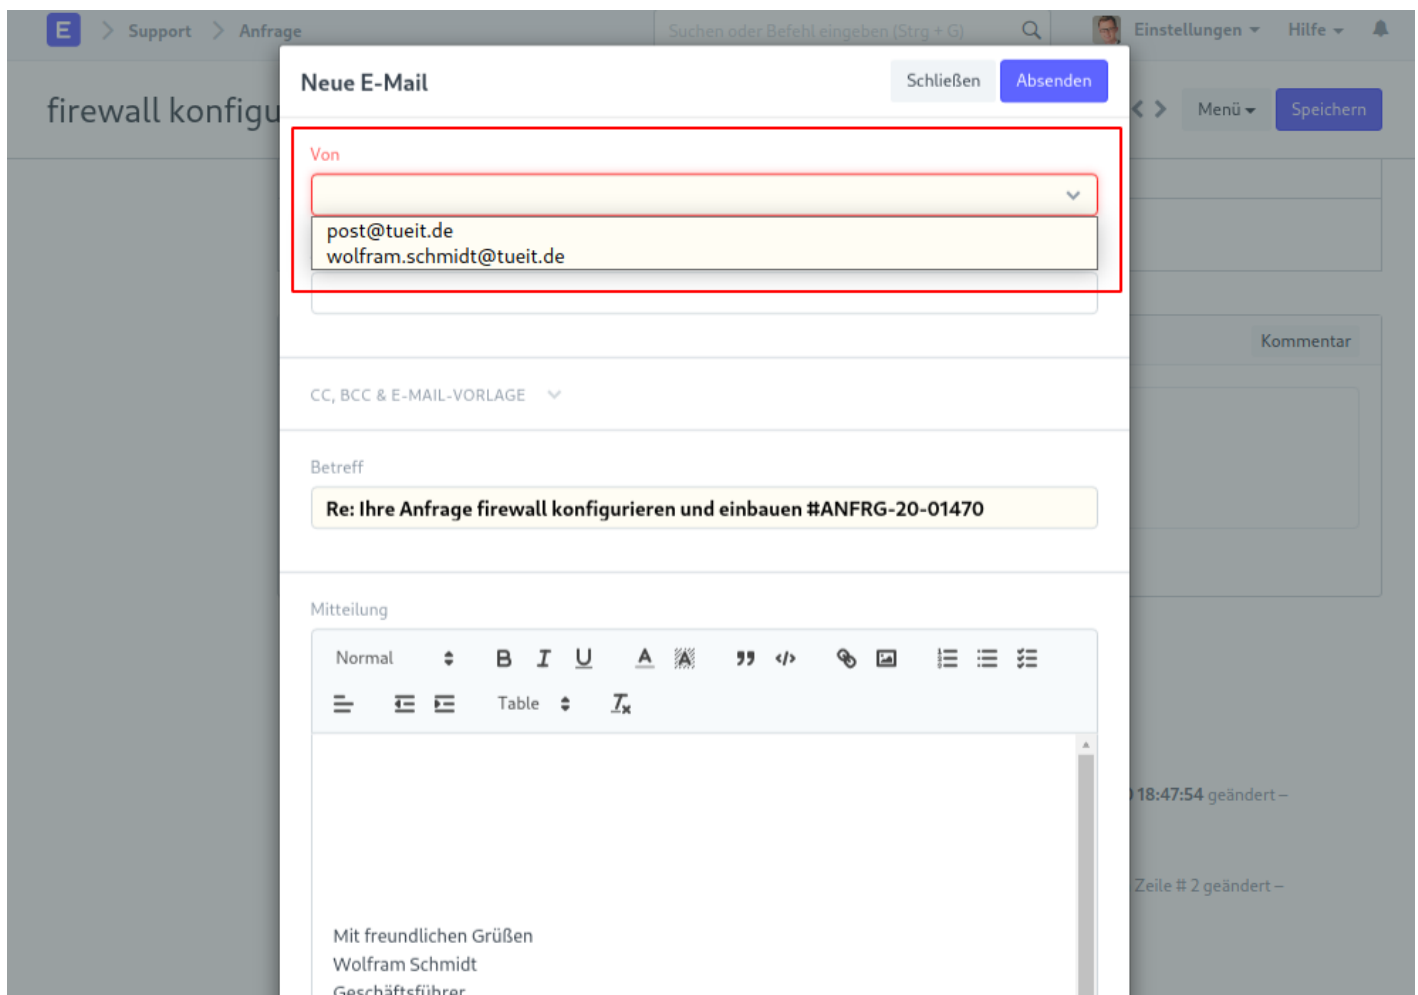 E > Support > Anfrage
Suchen oder Befehl eingeben (Strg + G)
Einstellungen
Hilfe
firewall konfigu
Menü
Speichern
Neue E-Mail
Schließen
Absenden
Von
post@tueit.de
wolfram.schmidt@tueit.de
Kommentar
CC, BCC & E-MAIL-VORLAGE
Betreff
Re: Ihre Anfrage firewall konfigurieren und einbauen #ANFRG-20-01470
Mitteilung
Normal
Table
18:47:54 geändert –
Zeile # 2 geändert –
Mit freundlichen Grüßen
Wolfram Schmidt
Geschäftsführer